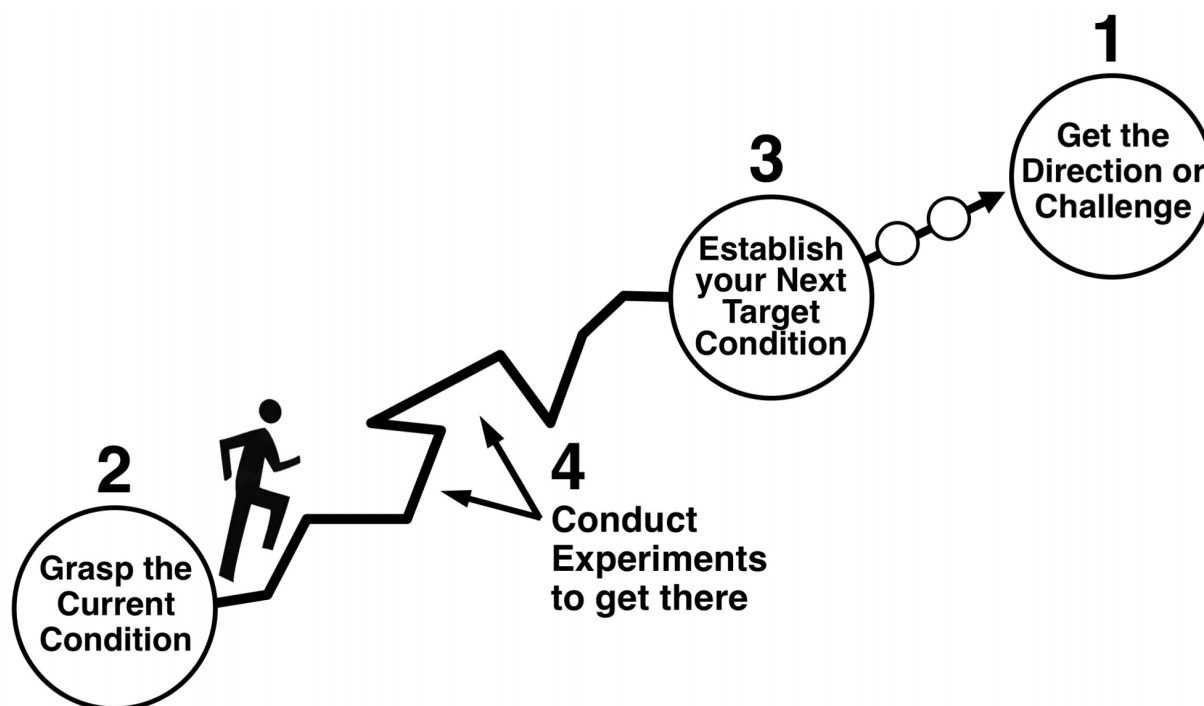 1
Get the
Direction or
Challenge
3
Establish
your Next
Target
Condition
2
Grasp the
Current
Condition
4
Conduct
Experiments
to get there